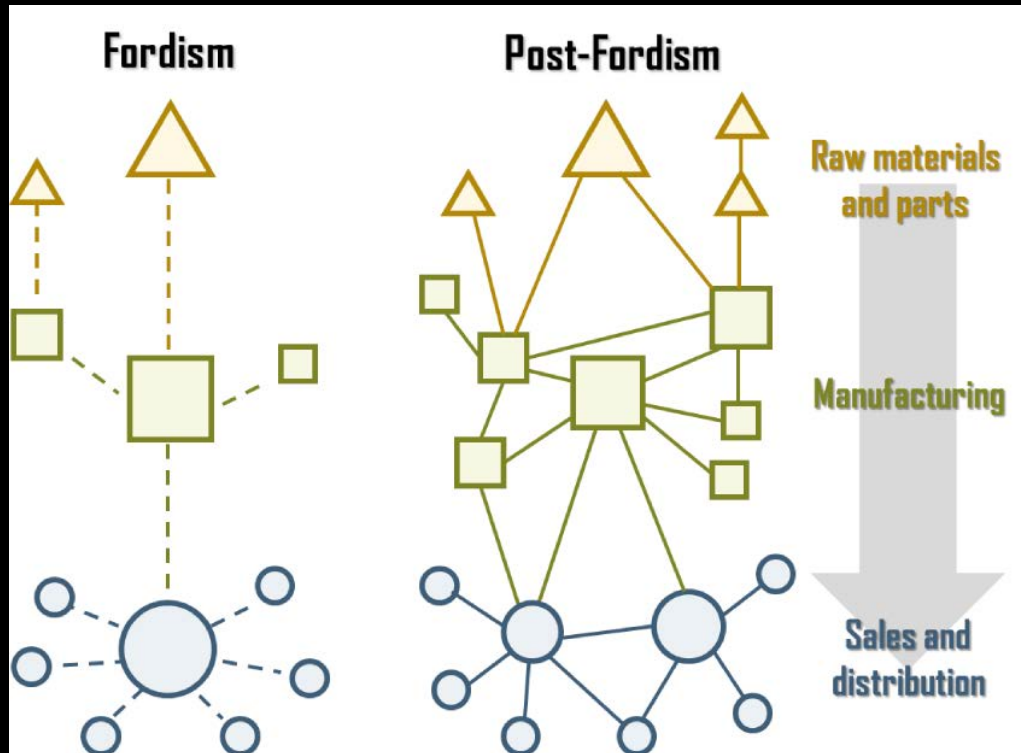 Fordism
Post-Fordism
Raw materials
and parts
Manufacturing
Sales and
distribution